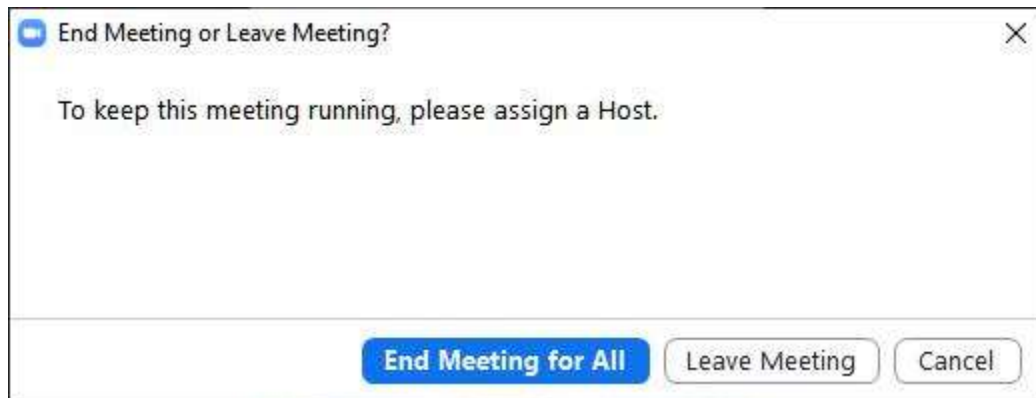 End Meeting or Leave Meeting?
To keep this meeting running, please assign a Host.
End Meeting for All
Leave Meeting
Cancel